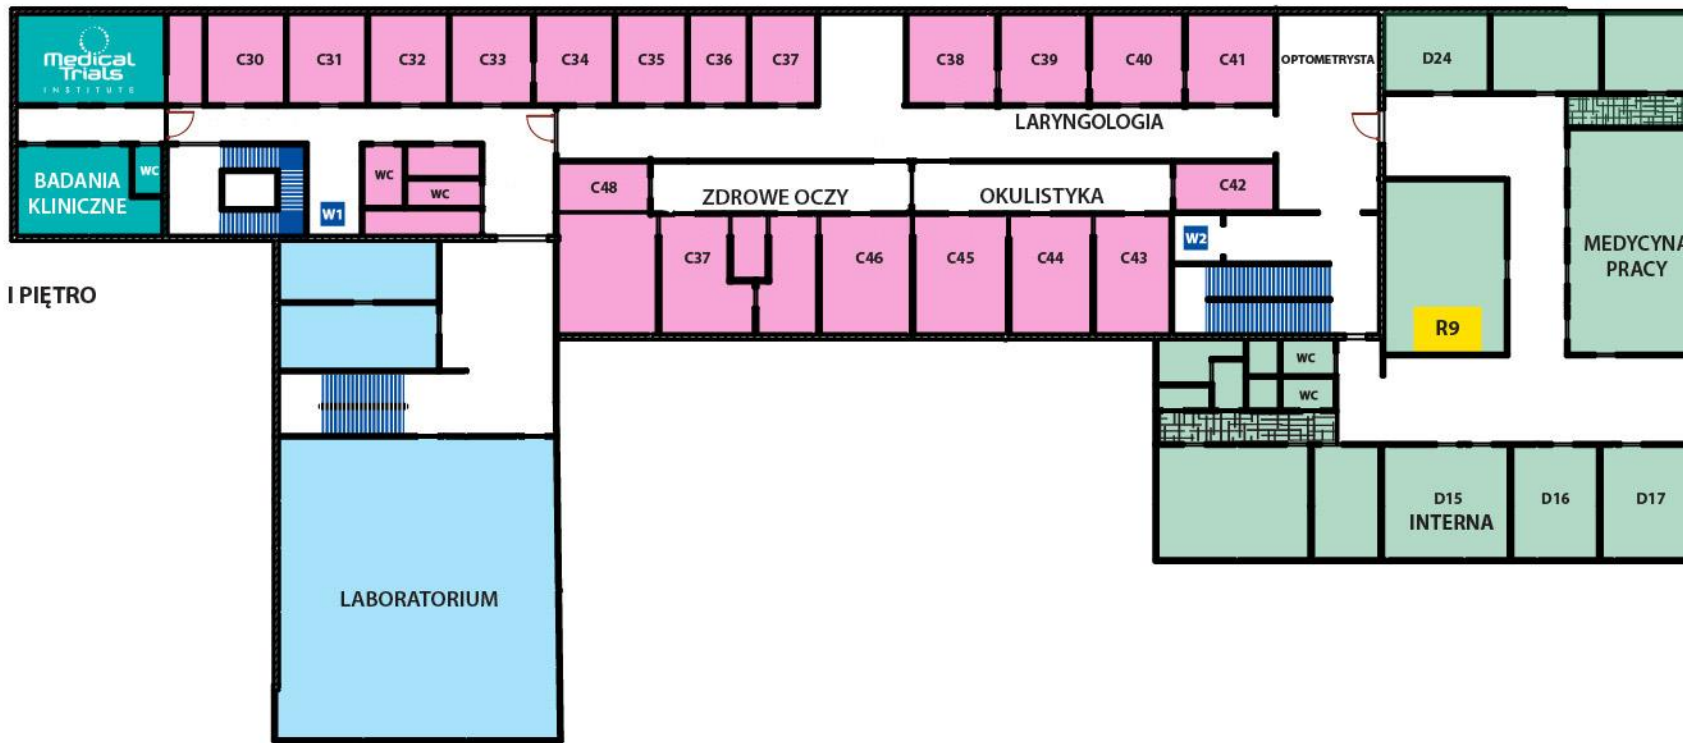 Medical
Trials
INSTITUTE
C30
C31
C32
C33
C34
C35
C36
C37
C38
C39
C40
C41
OPTOMETRYSTA
D24
LARYNGOLOGIA
BADANIA
KLINICZNE
WC
W1
WC
WC
C48
ZDROWE OCZY
OKULISTYKA
C42
C37
C46
C45
C44
C43
W2
MEDYCYNA
PRACY
I PIĘTRO
R9
WC
WC
D15
INTERNA
D16
D17
LABORATORIUM